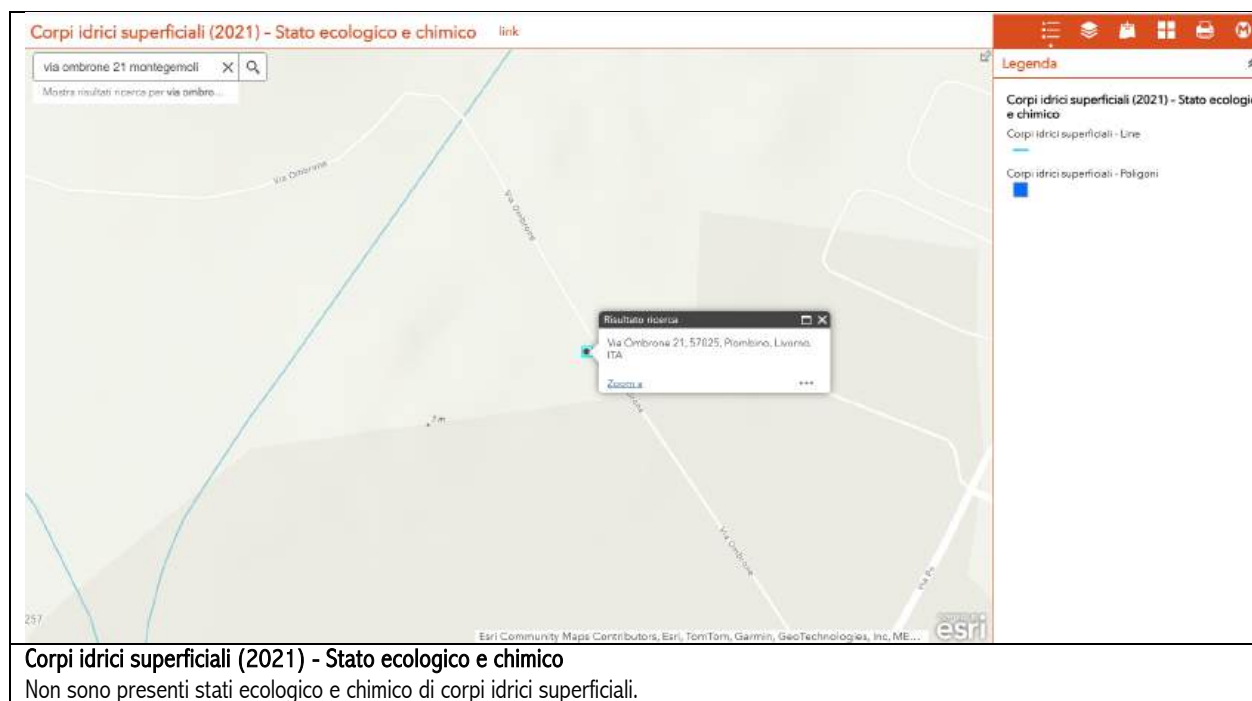 Corpi idrici superficiali (2021) - Stato ecologico e chimico link
via ombrone 21 montegemoli
Mostra risultati ricerca per via ombro...
Via Ombrone
Via Ombrone
Risultato ricerca
Via Ombrone 21, 57025, Piombino, Livorno,
ITA
Zoom a
...
brone
7 m
Via Ombrone
Via Po
257
Esri Community Maps Contributors, Esri, TomTom, Garmin, GeoTechnologies, Inc, ME...
esri
Legenda
Corpi idrici superficiali (2021) - Stato ecologic
e chimico
Corpi idrici superficiali - Line
Corpi idrici superficiali - Poligoni
Corpi idrici superficiali (2021) - Stato ecologico e chimico
Non sono presenti stati ecologico e chimico di corpi idrici superficiali.